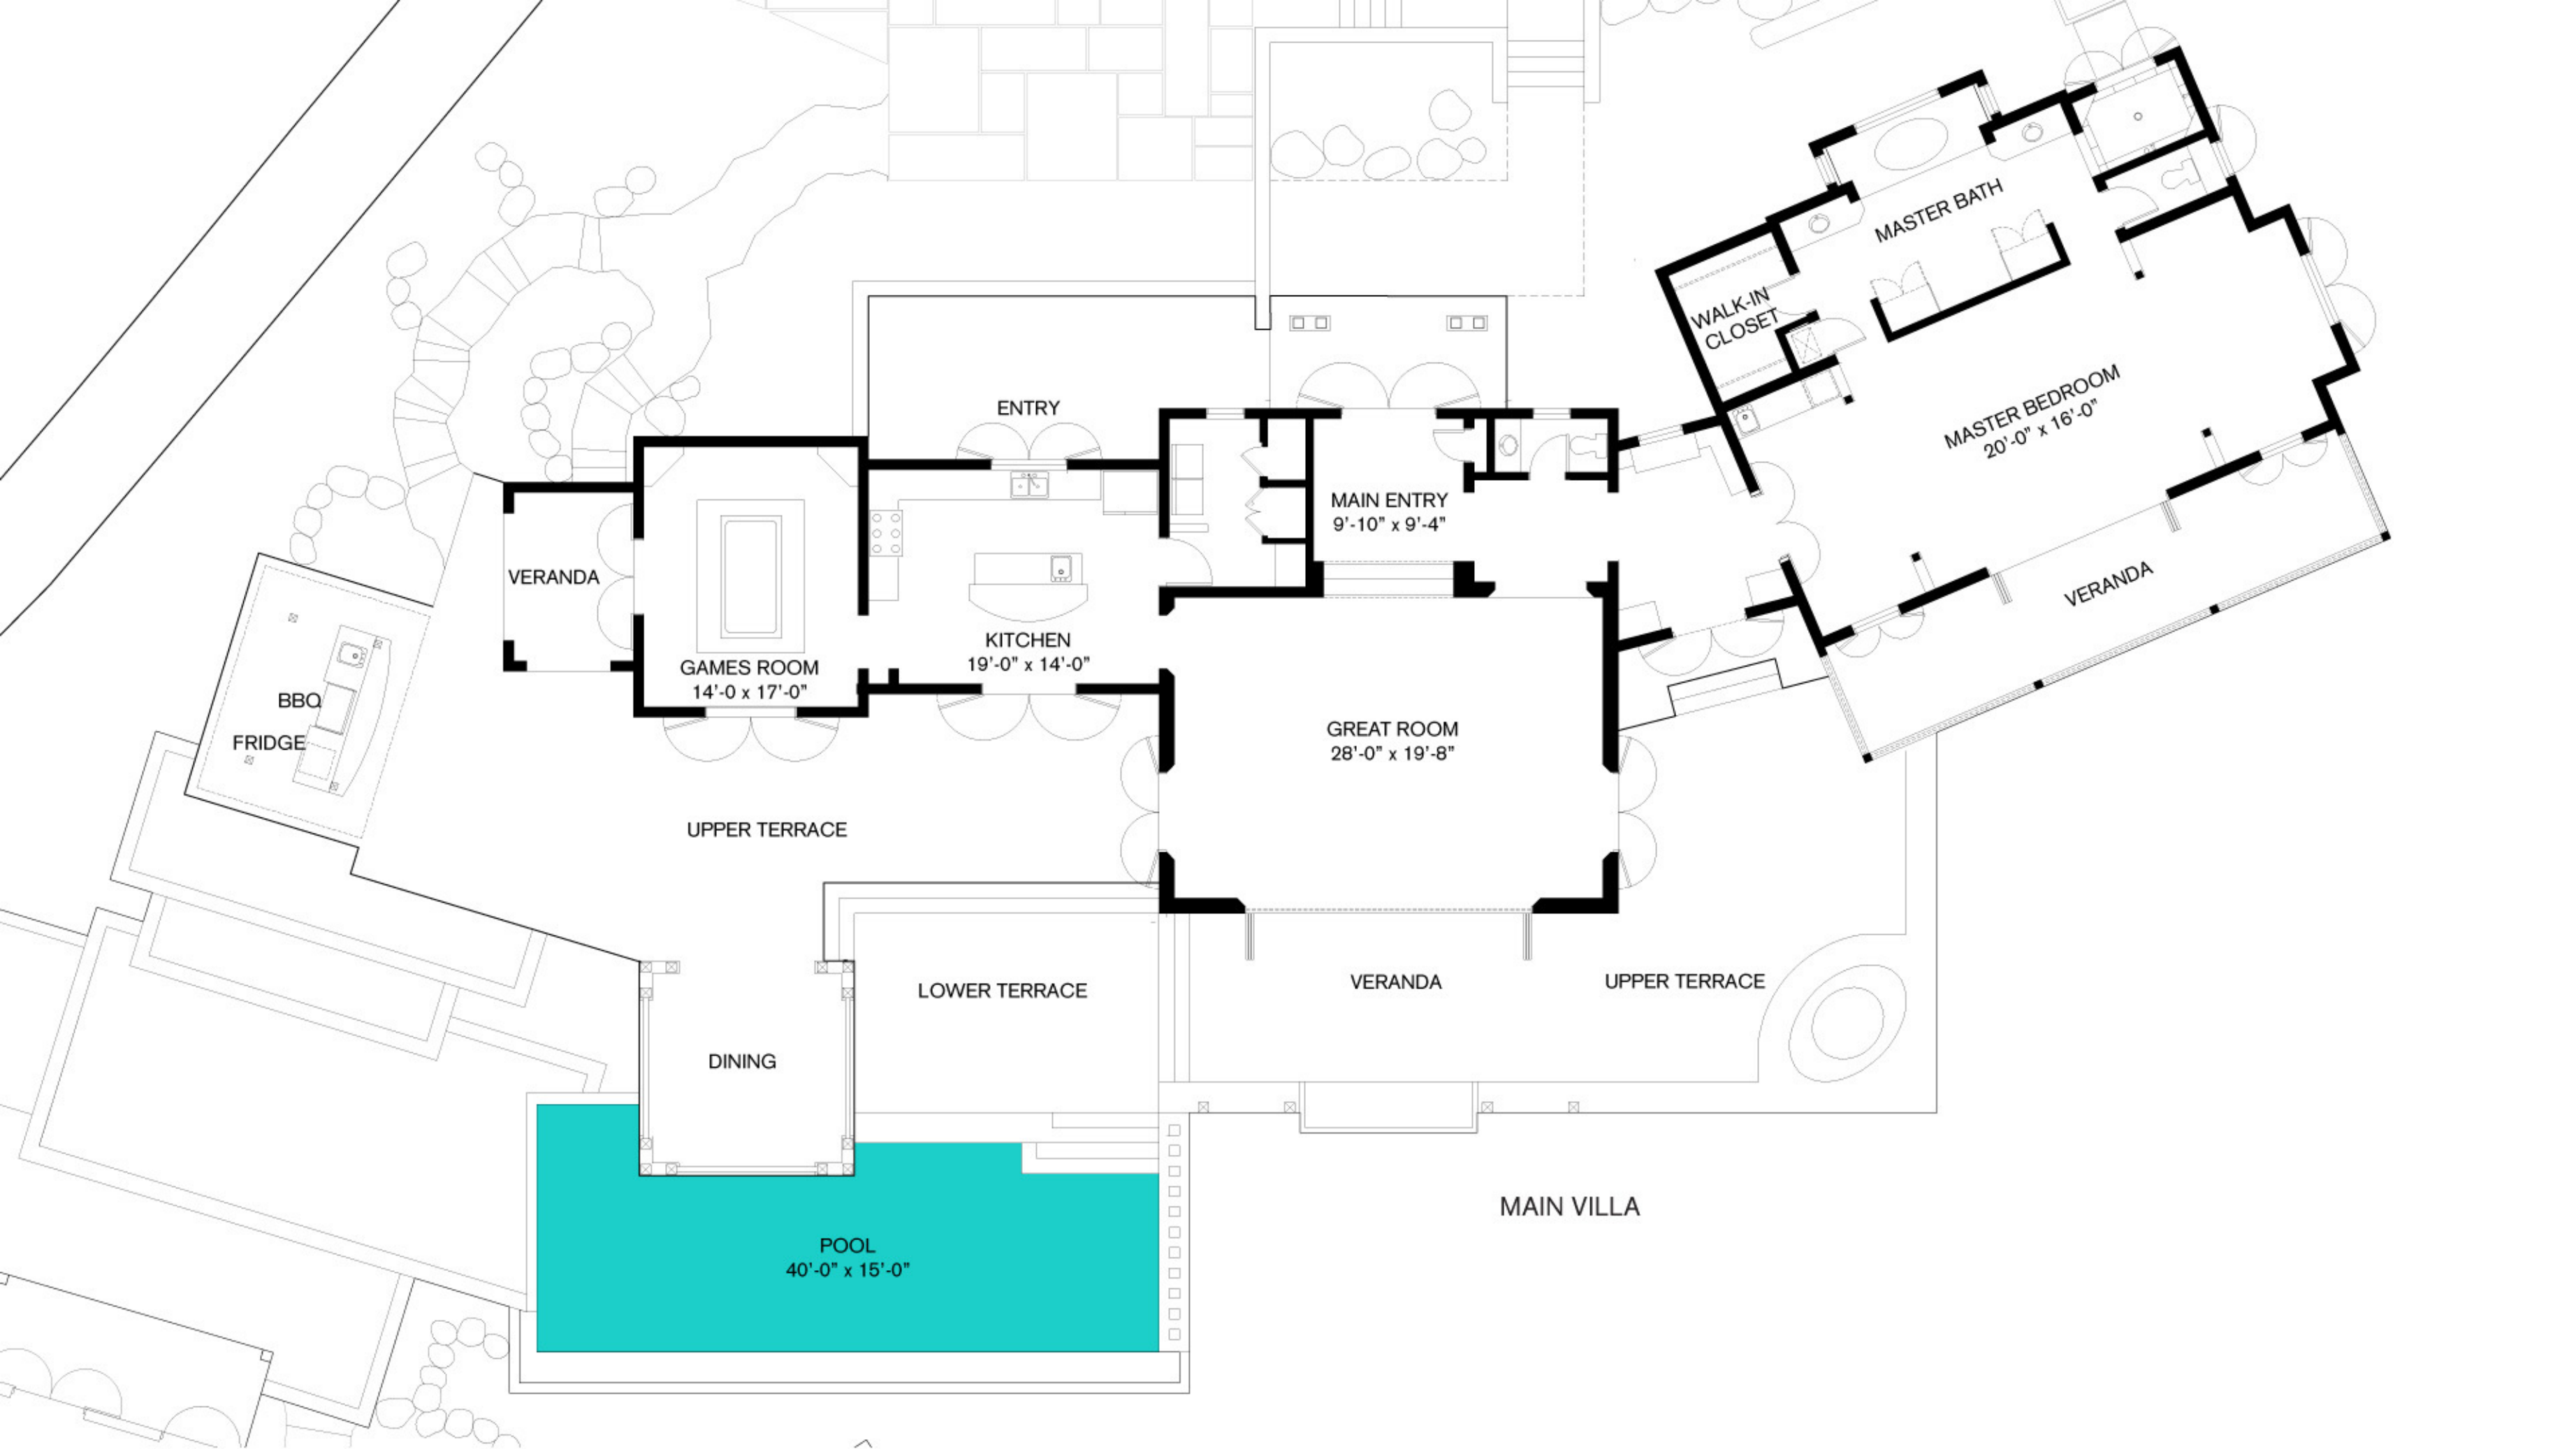 MASTER BATH
WALK-IN
CLOSET
MASTER BEDROOM
20'-0" x 16'-0"
VERANDA
ENTRY
MAIN ENTRY
9'-10" x 9'-4"
VERANDA
GAMES ROOM
14'-0 x 17'-0"
KITCHEN
19'-0" x 14'-0"
BBQ
FRIDGE
GREAT ROOM
28'-0" x 19'-8"
UPPER TERRACE
LOWER TERRACE
VERANDA
UPPER TERRACE
DINING
MAIN VILLA
POOL
40'-0" x 15'-0"